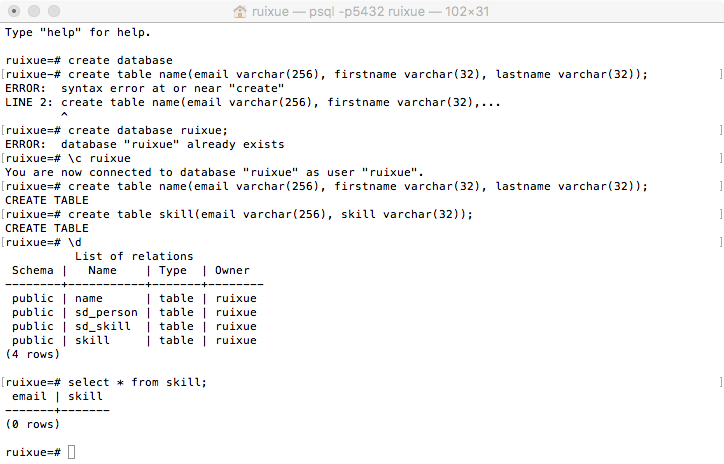 ruixue — psql -p5432 ruixue — 102×31
Type "help" for help.
ruixue=# create database
[ruixue-# create table name(email varchar(256), firstname varchar(32), lastname varchar(32)); ]
ERROR:  syntax error at or near "create"
LINE 2: create table name(email varchar(256), firstname varchar(32),...
        ^
[ruixue=# create database ruixue; ]
ERROR:  database "ruixue" already exists
[ruixue=# \c ruixue ]
You are now connected to database "ruixue" as user "ruixue".
[ruixue=# create table name(email varchar(256), firstname varchar(32), lastname varchar(32)); ]
CREATE TABLE
[ruixue=# create table skill(email varchar(256), skill varchar(32)); ]
CREATE TABLE
[ruixue=# \d ]
          List of relations
 Schema |   Name    | Type  | Owner
--------+-----------+-------+--------
 public | name      | table | ruixue
 public | sd_person | table | ruixue
 public | sd_skill  | table | ruixue
 public | skill     | table | ruixue
(4 rows)
[ruixue=# select * from skill; ]
 email | skill
-------+-------
(0 rows)
ruixue=#